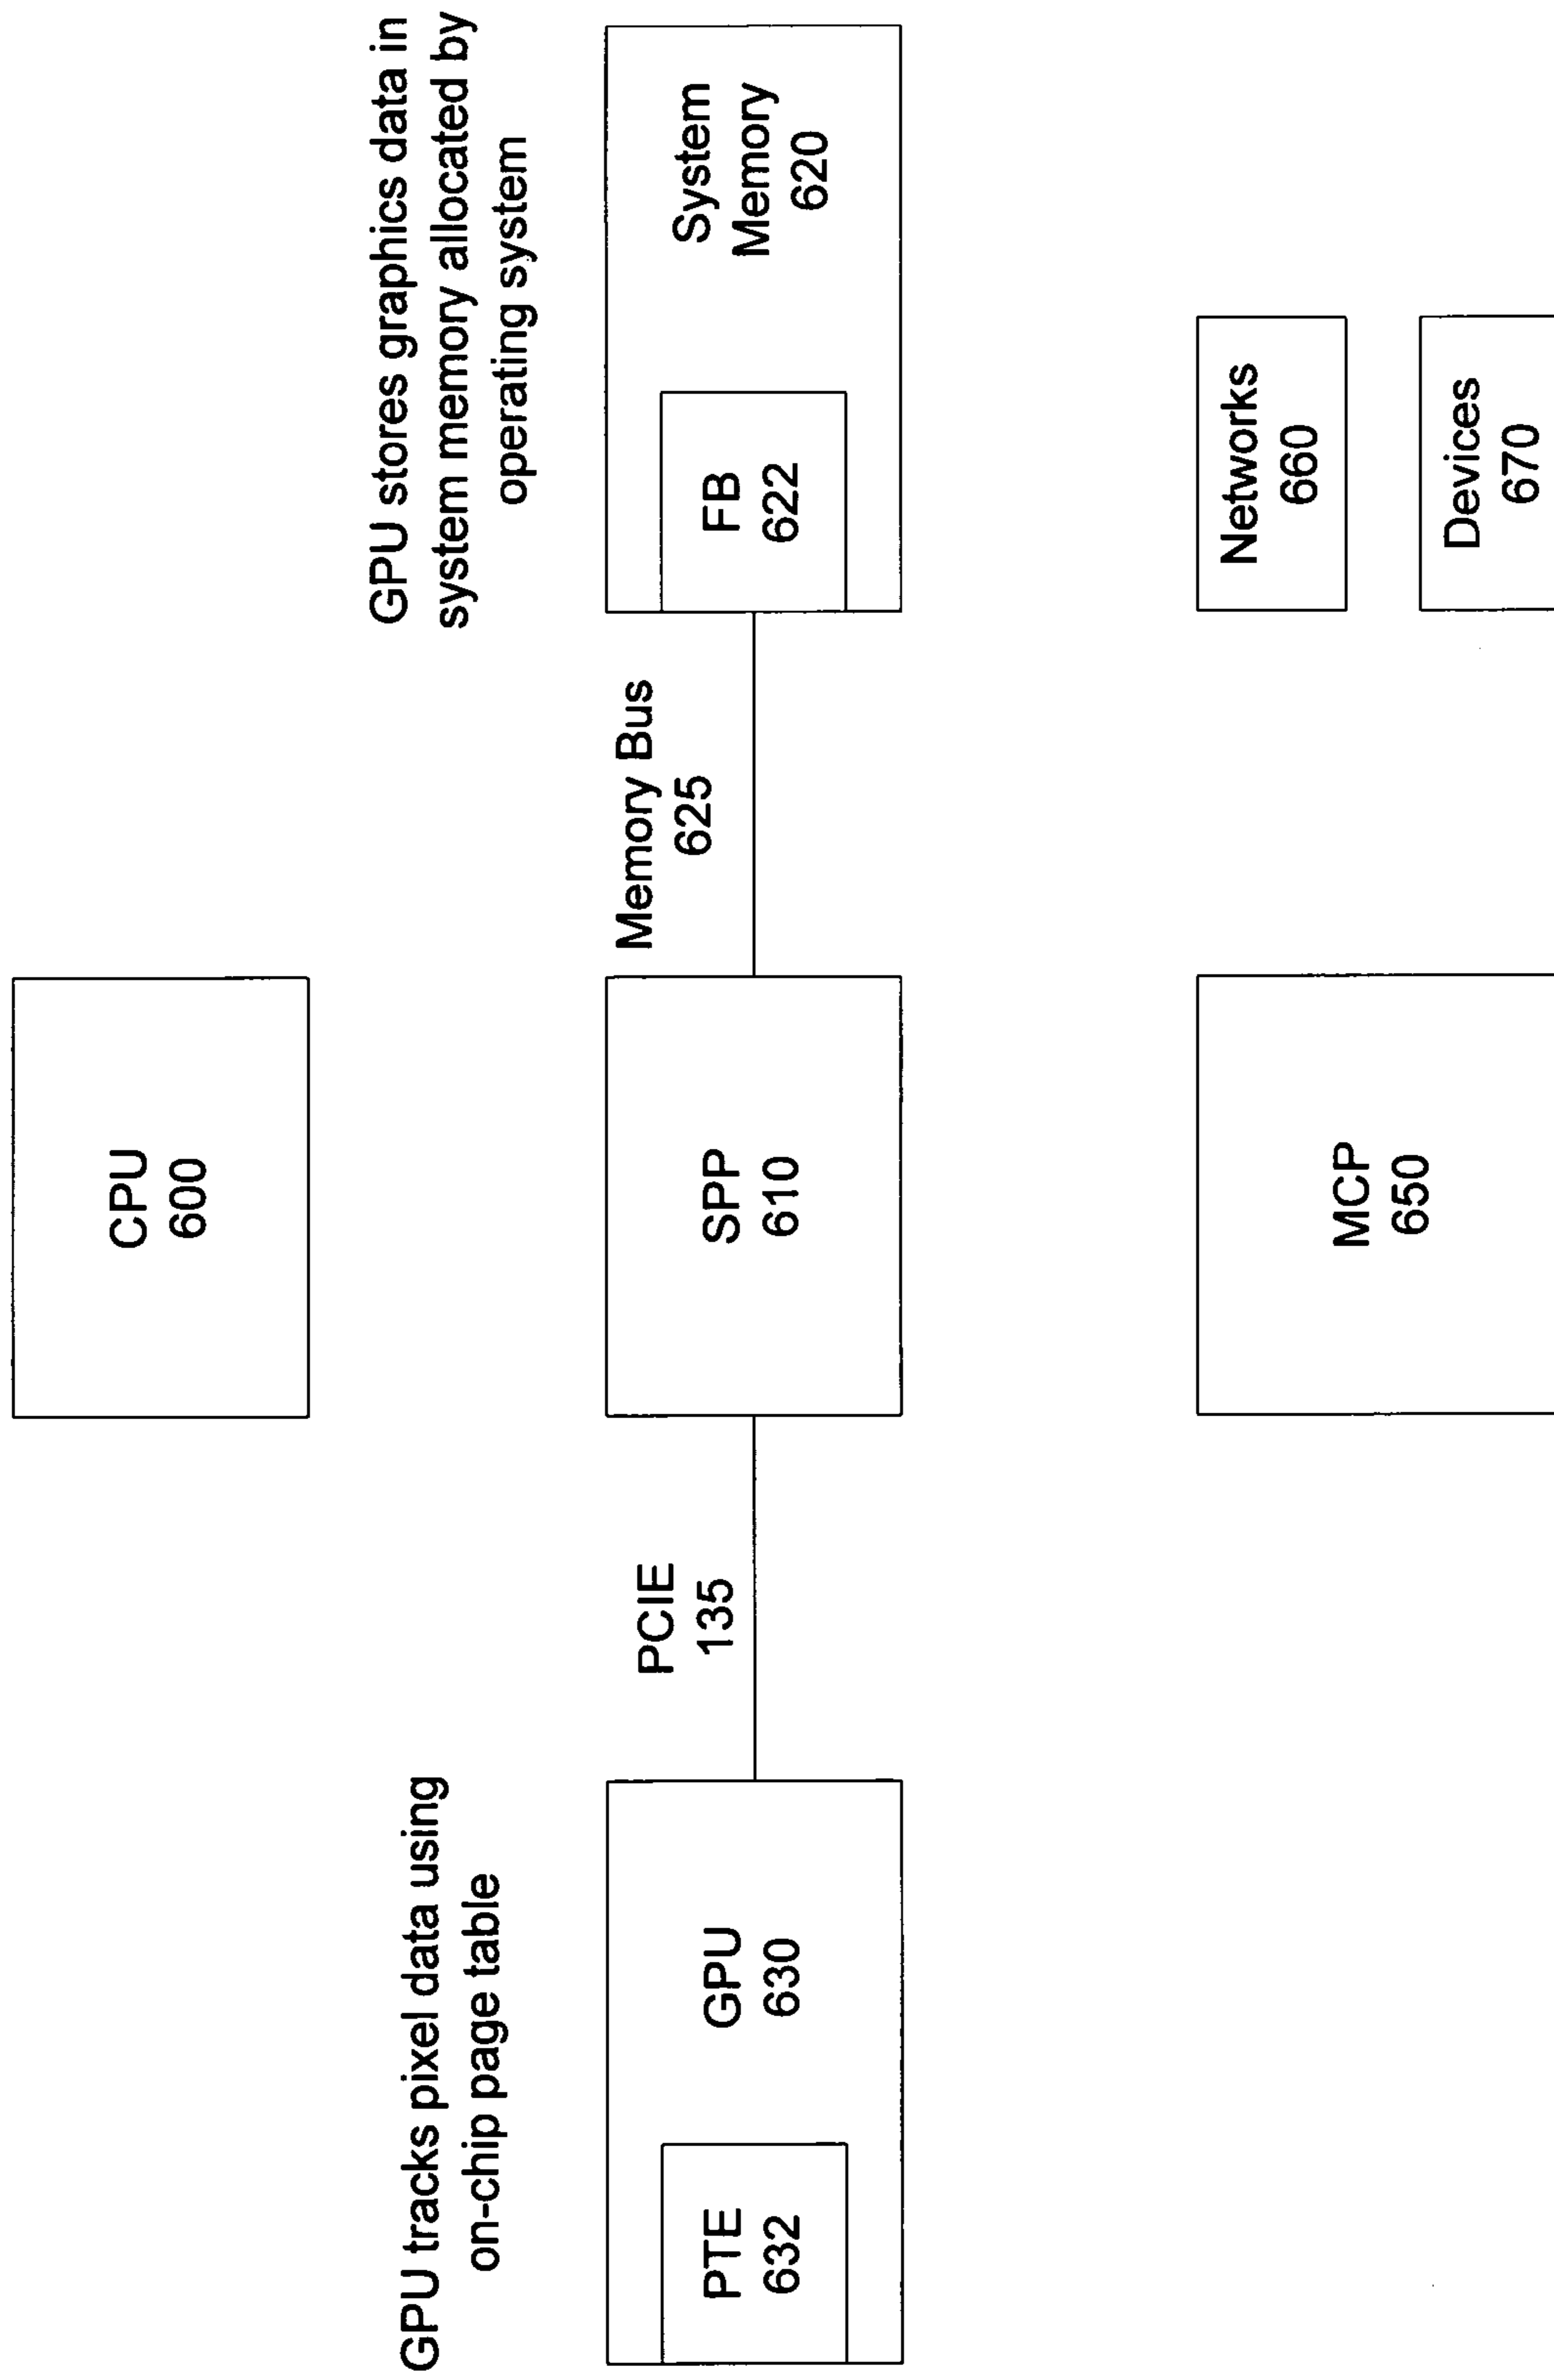 CPU
600
GPU stores graphics data in
system memory allocated by
operating system
GPU tracks pixel data using
on-chip page table
PTE
632
GPU
630
PCIE
135
SPP
610
Memory Bus
625
FB
622
System
Memory
620
MCP
650
Networks
660
Devices
670